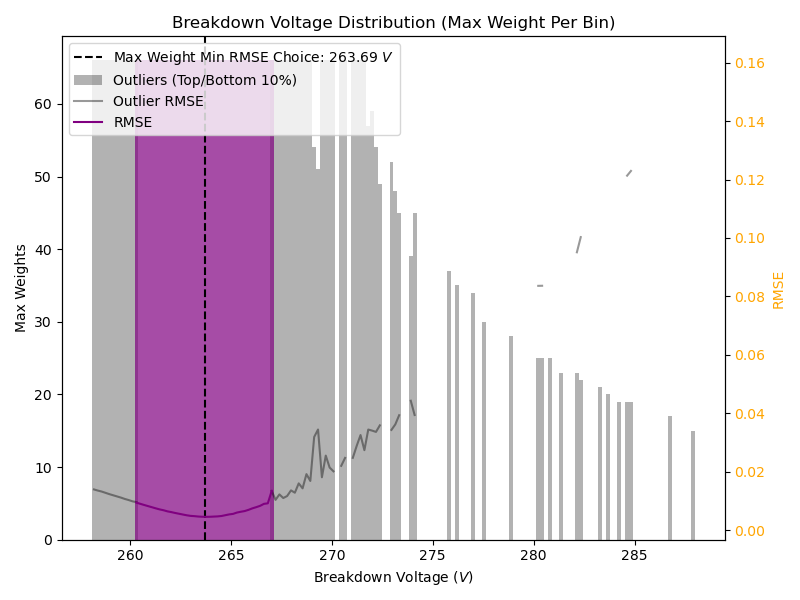 Breakdown Voltage Distribution (Max Weight Per Bin)
Max Weight Min RMSE Choice: 263.69 V
Outliers (Top/Bottom 10%)
Outlier RMSE
RMSE
Max Weights
0
10
20
30
40
50
60
RMSE
0.16
0.14
0.12
0.10
0.08
0.06
0.04
0.02
0.00
260
265
270
275
280
285
Breakdown Voltage (V)